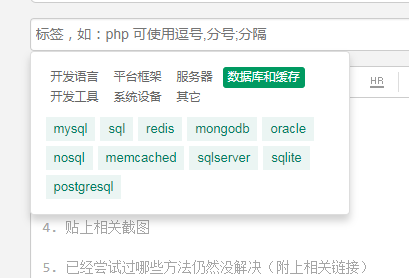 标签，如：php 可使用逗号,分号;分隔
开发语言 平台框架 服务器 数据库和缓存
开发工具 系统设备 其它
HR
mysql sql redis mongodb oracle
nosql memcached sqlserver sqlite
postgresql
4. 贴上相关截图
5. 已经尝试过哪些方法仍然没解决（附上相关链接）